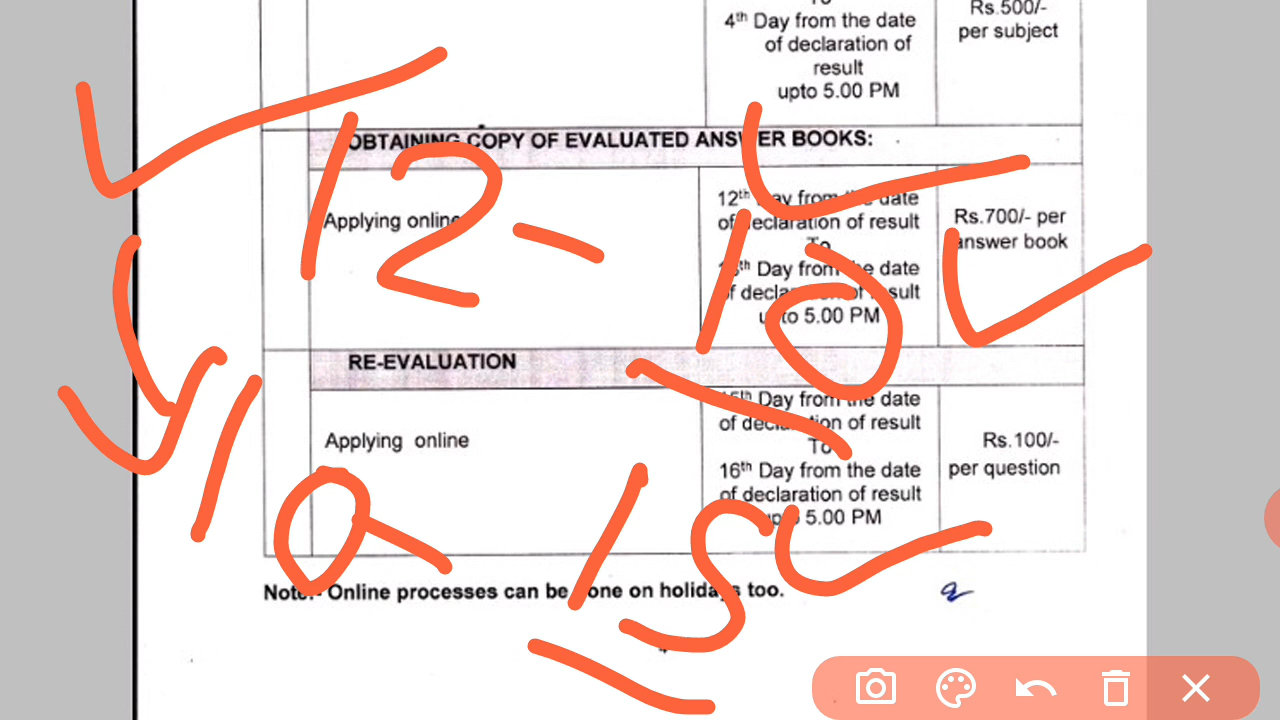 Rs.500/-
per subject
4th Day from the date
of declaration of
result
upto 5.00 PM
OBTAINING COPY OF EVALUATED ANSWER BOOKS:
Applying online
12th Day from the date
of declaration of result
To
Day from the date
of declaration of result
upto 5.00 PM
Rs.700/- per
answer book
12-
RE-EVALUATION
Applying online
15th Day from the date
of declaration of result
To
16th Day from the date
of declaration of result
upto 5.00 PM
Rs.100/-
per question
10-
Note:- Online processes can be done on holidays too.